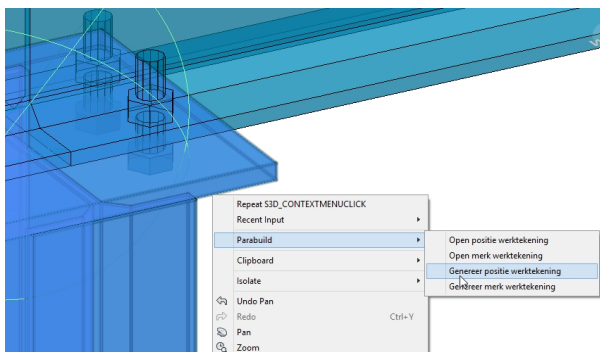 Repeat S3D_CONTEXTMENUCLICK
Recent Input
Parabuild
Clipboard
Isolate
Undo Pan
Redo Ctrl+Y
Pan
Zoom
Open positie werktekening
Open merk werktekening
Genereer positie werktekening
Genereer merk werktekening